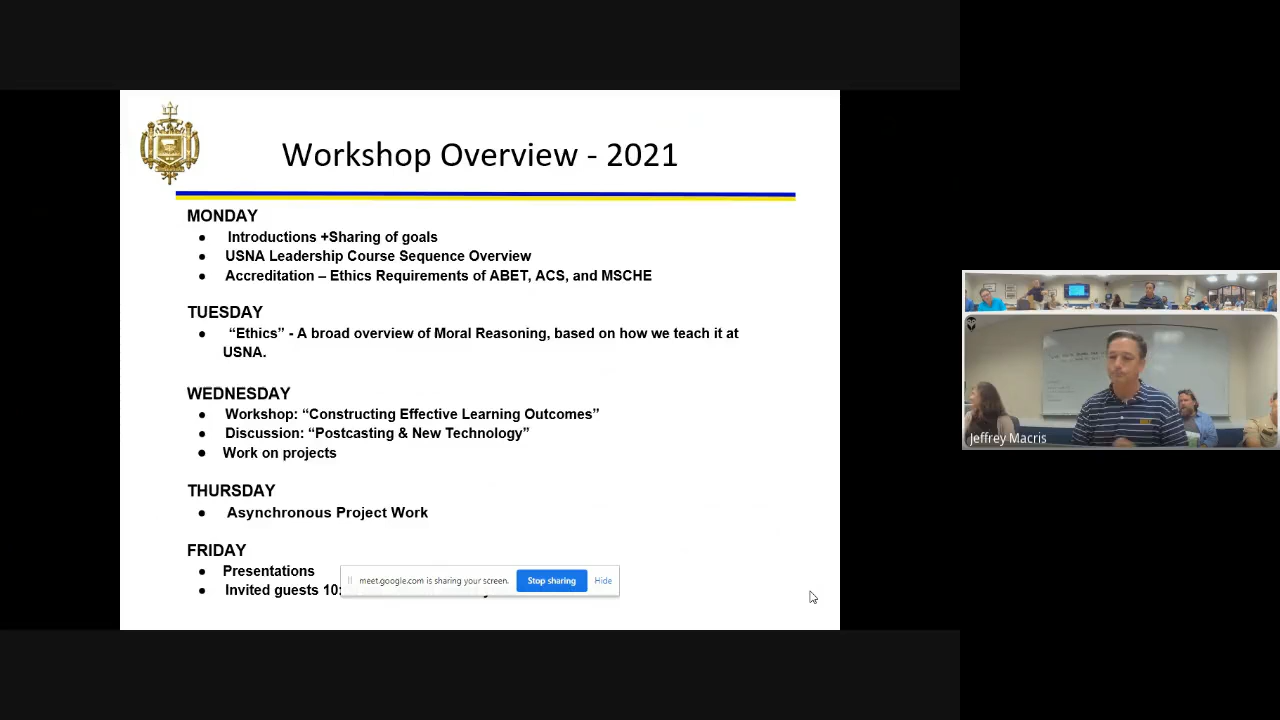 Workshop Overview - 2021
MONDAY
● Introductions +Sharing of goals
● USNA Leadership Course Sequence Overview
● Accreditation – Ethics Requirements of ABET, ACS, and MSCHE
TUESDAY
● “Ethics” - A broad overview of Moral Reasoning, based on how we teach it at
USNA.
WEDNESDAY
● Workshop: “Constructing Effective Learning Outcomes”
● Discussion: “Postcasting & New Technology”
● Work on projects
THURSDAY
● Asynchronous Project Work
FRIDAY
● Presentations
● Invited guests 10:
meet.google.com is sharing your screen. Stop sharing Hide
Jeffrey Macris